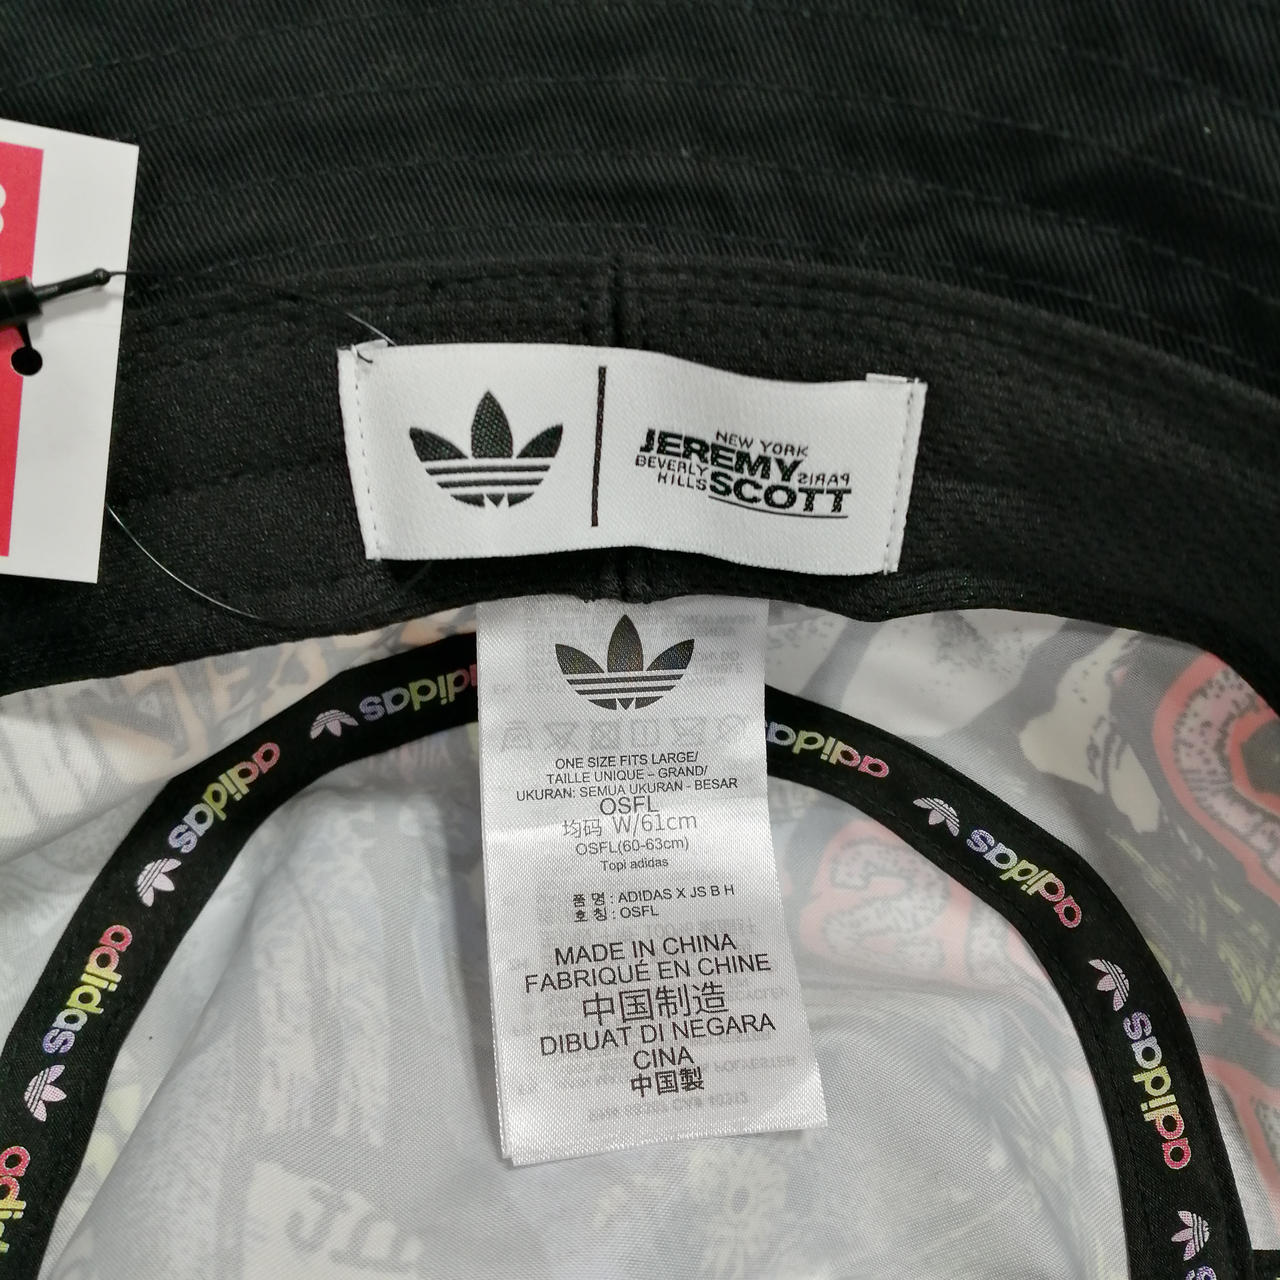 NEW YORK
JEREMY
BEVERLY
PARIS
HILLS
SCOTT
adidas
adidas
adidas
adidas
adidas
adidas
adidas
ONE SIZE FITS LARGE/
TAILLE UNIQUE – GRAND/
UKURAN: SEMUA UKURAN - BESAR
OSFL
均码 W/61cm
OSFL(60-63cm)
Topi adidas
품 명 : ADIDAS X JS B H
호 칭 : OSFL
MADE IN CHINA
FABRIQUÉ EN CHINE
中国制造
DIBUAT DI NEGARA
CINA
中国製